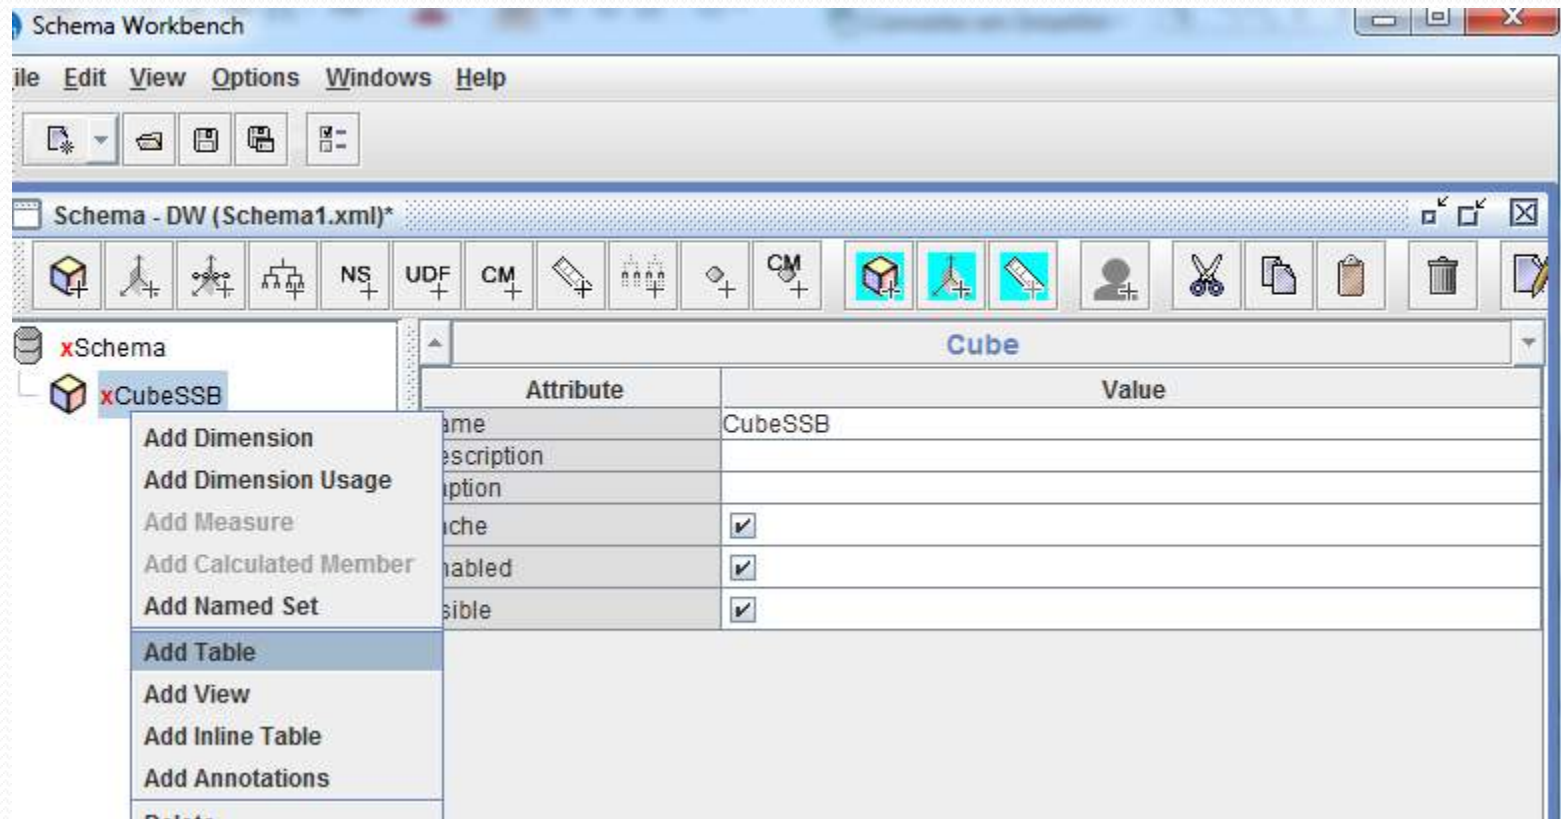 Schema Workbench
ile Edit View Options Windows Help
Schema - DW (Schema1.xml)*
NS UDF CM CM
xSchema
xCubeSSB
Cube
Attribute Value
ame CubeSSB
escription
aption
ache
nabled
isible
Add Dimension
Add Dimension Usage
Add Measure
Add Calculated Member
Add Named Set
Add Table
Add View
Add Inline Table
Add Annotations